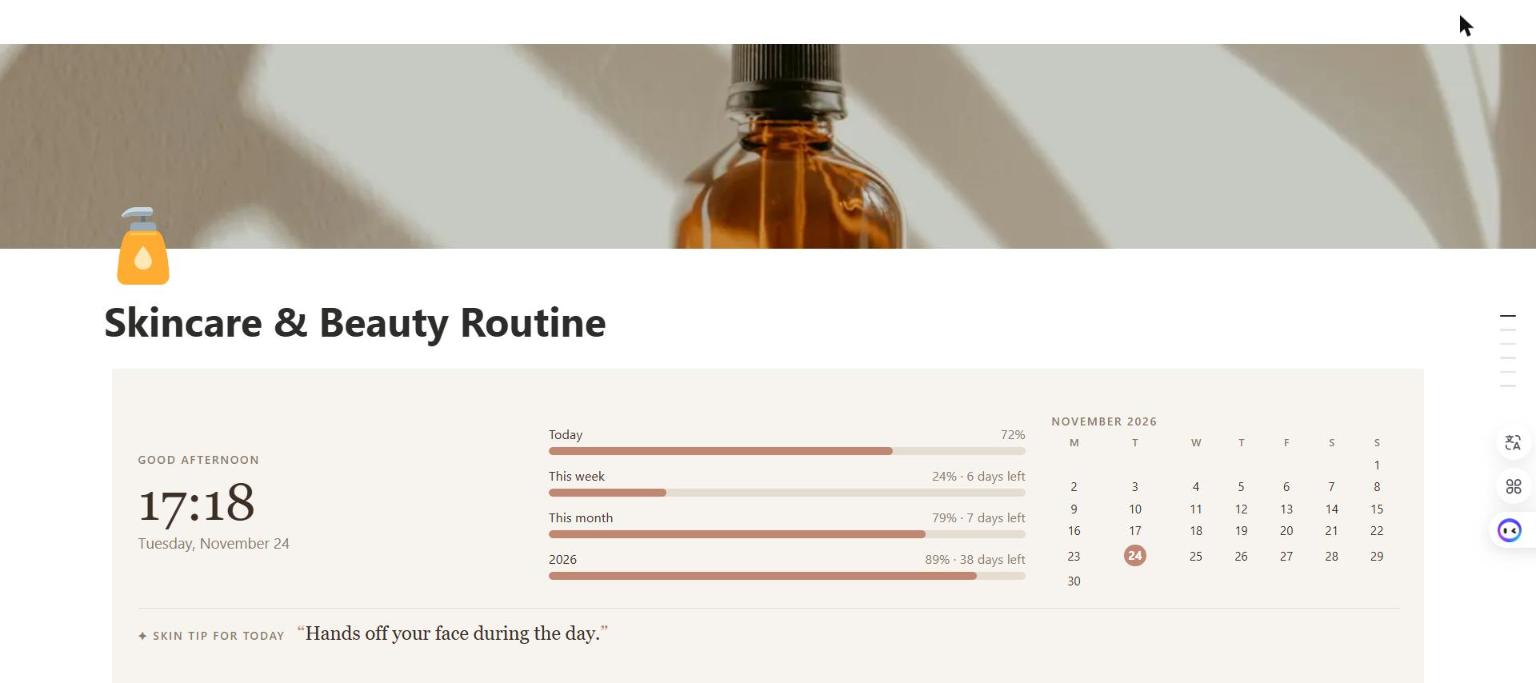 Skincare & Beauty Routine
GOOD AFTERNOON
17:18
Tuesday, November 24
Today 72%
This week 24% · 6 days left
This month 79% · 7 days left
2026 89% · 38 days left
NOVEMBER 2026
M T W T F S S
1
2 3 4 5 6 7 8
9 10 11 12 13 14 15
16 17 18 19 20 21 22
23 24 25 26 27 28 29
30
✦ SKIN TIP FOR TODAY “Hands off your face during the day.”